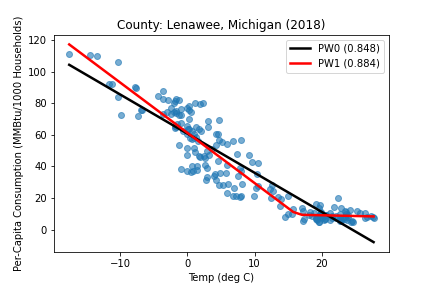 County: Lenawee, Michigan (2018)
PW0 (0.848)
PW1 (0.884)
Per-Capita Consumption (MMBtu/1000 Households)
120
100
80
60
40
20
0
−10 0 10 20
Temp (deg C)